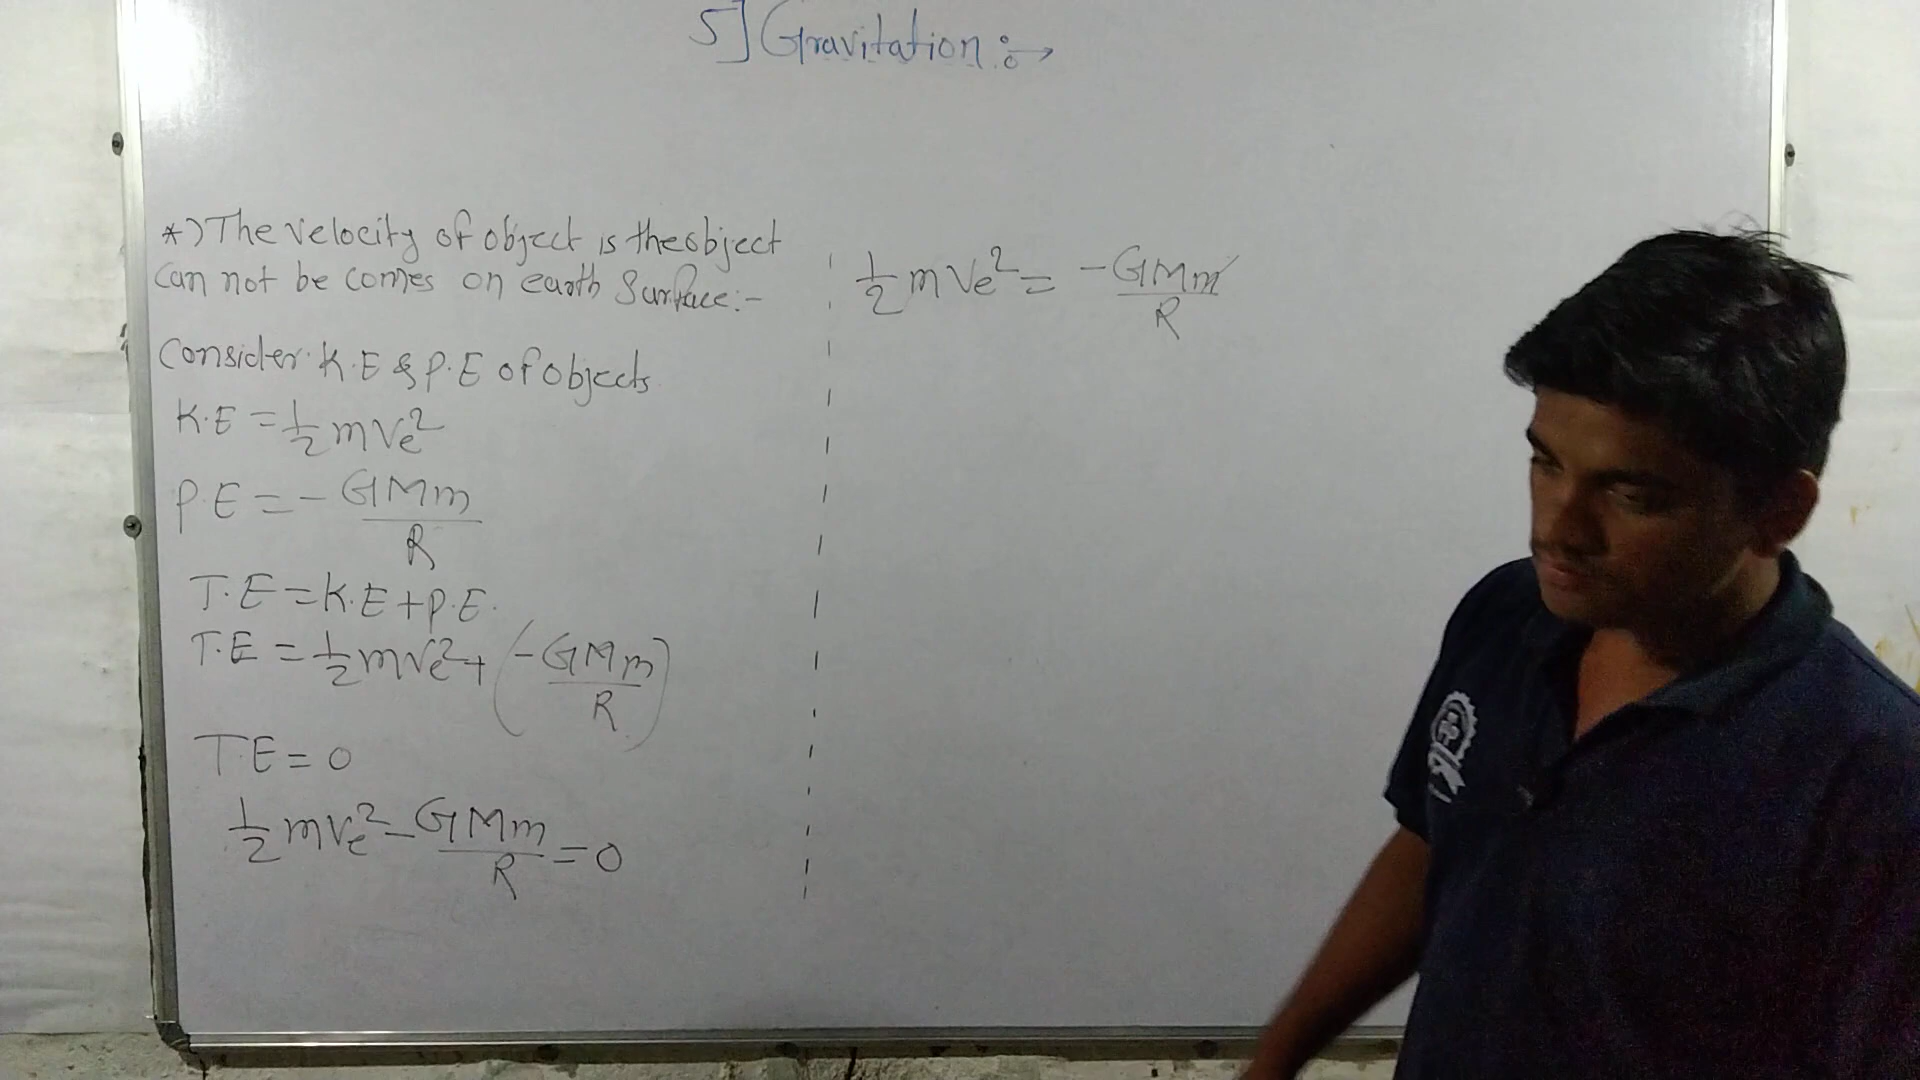 5] Gravitation :→
*) The velocity of object is the object
can not be comes on earth Surface:-
Consider K.E & P.E of objects
K.E = 1/2 mVe²
P.E = - GMm/R
T.E = K.E + P.E.
T.E = 1/2 mVe² + (- GMm/R)
T.E = 0
1/2 mVe² - GMm/R = 0
1/2 mVe² = - GMm/R